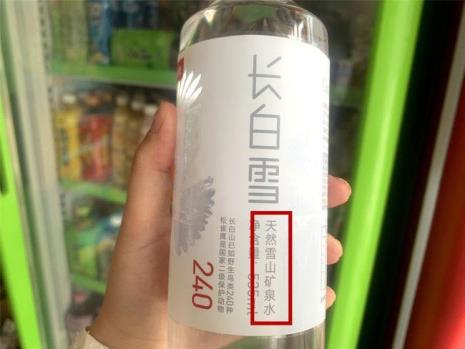 长白雪
天然雪山矿泉水
净含量：535ml
长白山已知野生鸟类240种
松雀鹰是国家二级保护动物
240